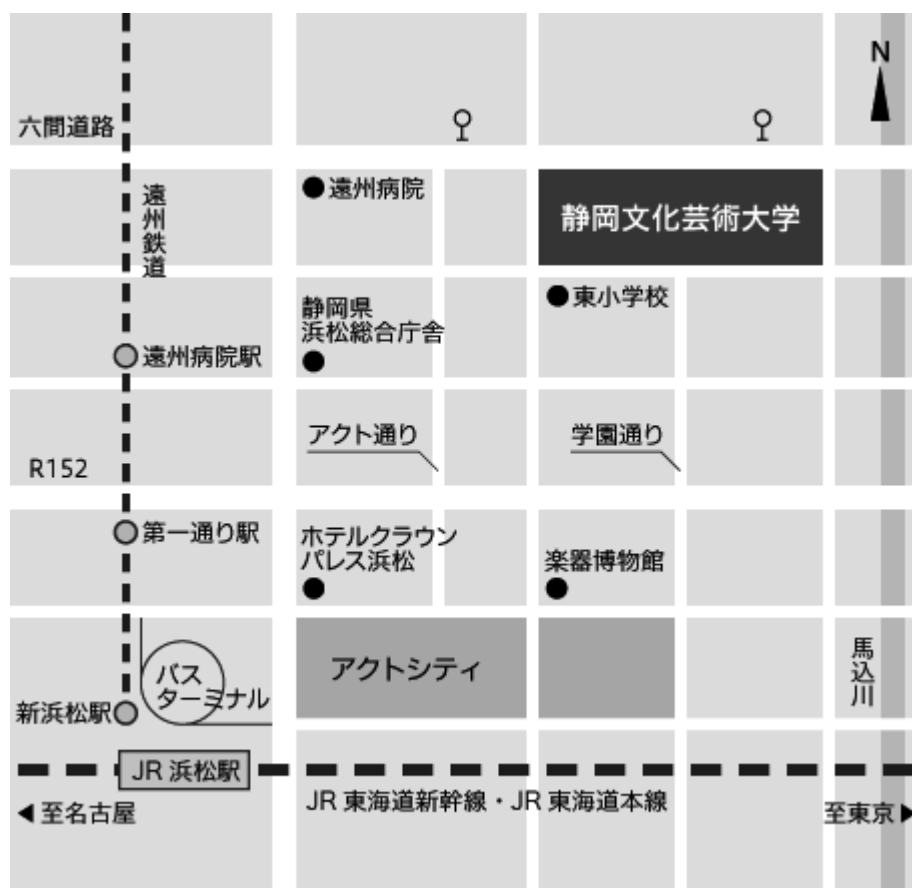 N
六間道路
遠州鉄道
遠州病院
静岡文化芸術大学
静岡県
浜松総合庁舎
東小学校
遠州病院駅
アクト通り
学園通り
R152
第一通り駅
ホテルクラウン
パレス浜松
楽器博物館
バス
ターミナル
アクトシティ
馬込川
新浜松駅
JR 浜松駅
JR 東海道新幹線・JR 東海道本線
◀至名古屋
至東京▶